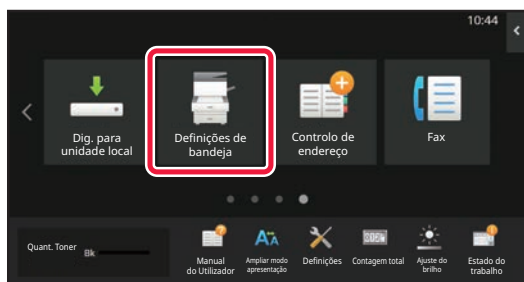 10:44
Dig. para
unidade local
Definições de
bandeja
Controlo de
endereço
Fax
Quant. Toner
Bk
Manual
do Utilizador
Ampliar modo
apresentação
Definições
Contagem total
Ajuste do
brilho
Estado do
trabalho